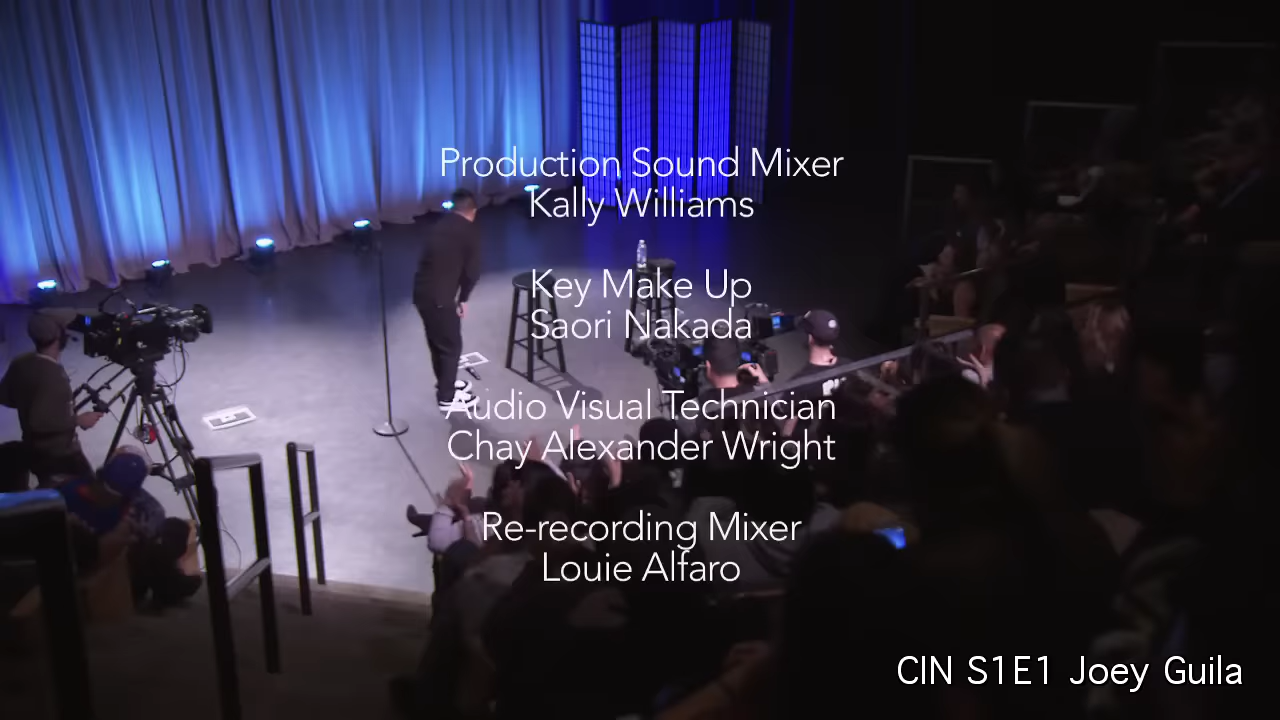 Production Sound Mixer
Kally Williams
Key Make Up
Saori Nakada
Audio Visual Technician
Chay Alexander Wright
Re-recording Mixer
Louie Alfaro
CIN S1E1 Joey Guila